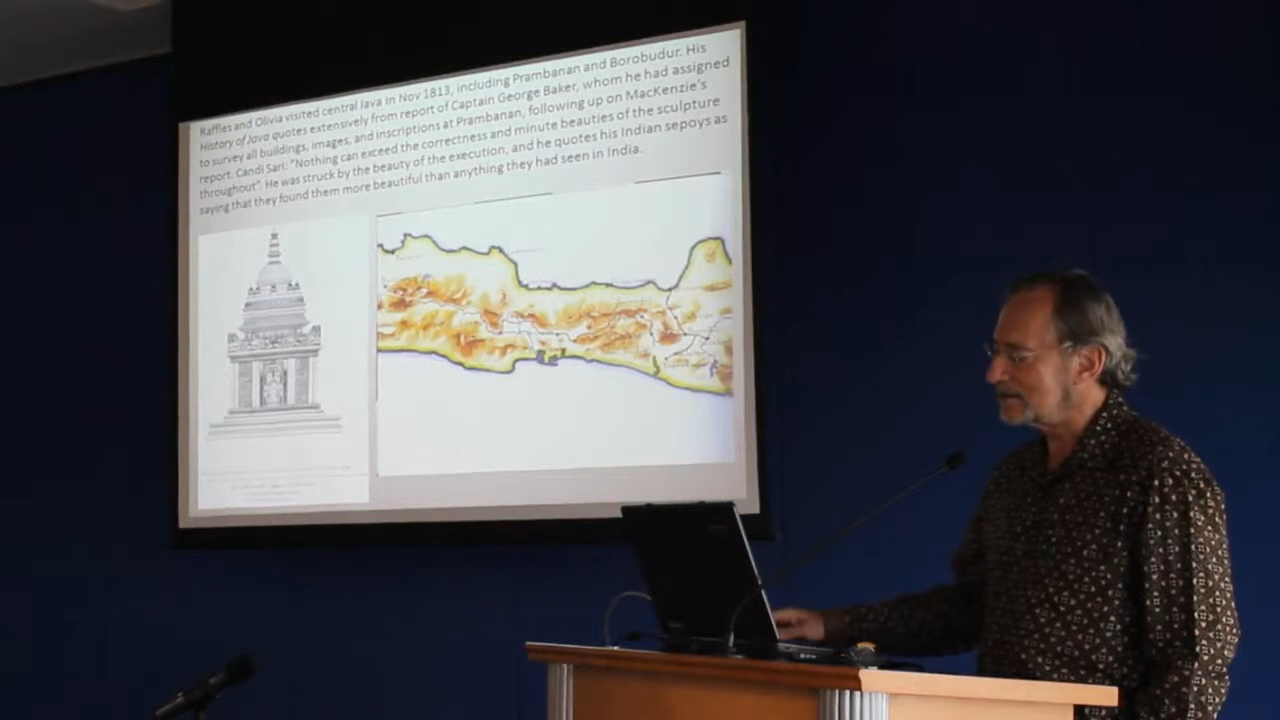 Raffles and Olivia visited central Java in Nov 1813, including Prambanan and Borobudur. His
History of Java quotes extensively from report of Captain George Baker, whom he had assigned
to survey all buildings, images, and inscriptions at Prambanan, following up on MacKenzie's
report. Candi Sari: "Nothing can exceed the correctness and minute beauties of the sculpture
throughout". He was struck by the beauty of the execution, and he quotes his Indian sepoys as
saying that they found them more beautiful than anything they had seen in India.